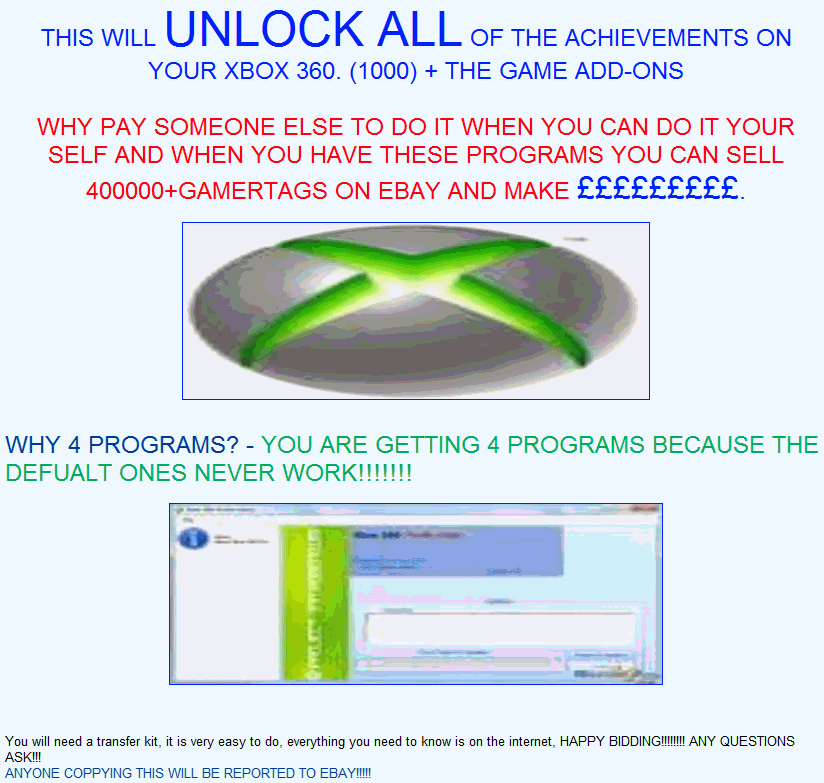 THIS WILL UNLOCK ALL OF THE ACHIEVEMENTS ON
YOUR XBOX 360. (1000) + THE GAME ADD-ONS
WHY PAY SOMEONE ELSE TO DO IT WHEN YOU CAN DO IT YOUR
SELF AND WHEN YOU HAVE THESE PROGRAMS YOU CAN SELL
400000+GAMERTAGS ON EBAY AND MAKE £££££££££.
WHY 4 PROGRAMS? - YOU ARE GETTING 4 PROGRAMS BECAUSE THE
DEFUALT ONES NEVER WORK!!!!!!!
You will need a transfer kit, it is very easy to do, everything you need to know is on the internet, HAPPY BIDDING!!!!!!!! ANY QUESTIONS
ASK!!!
ANYONE COPPYING THIS WILL BE REPORTED TO EBAY!!!!!